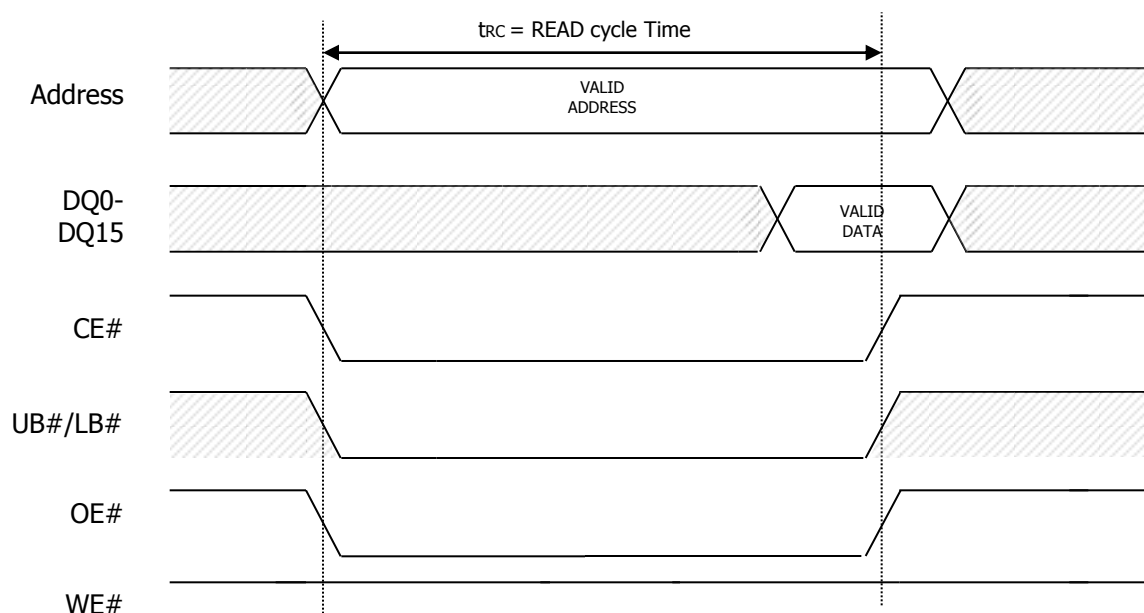 tRC = READ cycle Time
Address
VALID
ADDRESS
DQ0-
DQ15
VALID
DATA
CE#
UB#/LB#
OE#
WE#